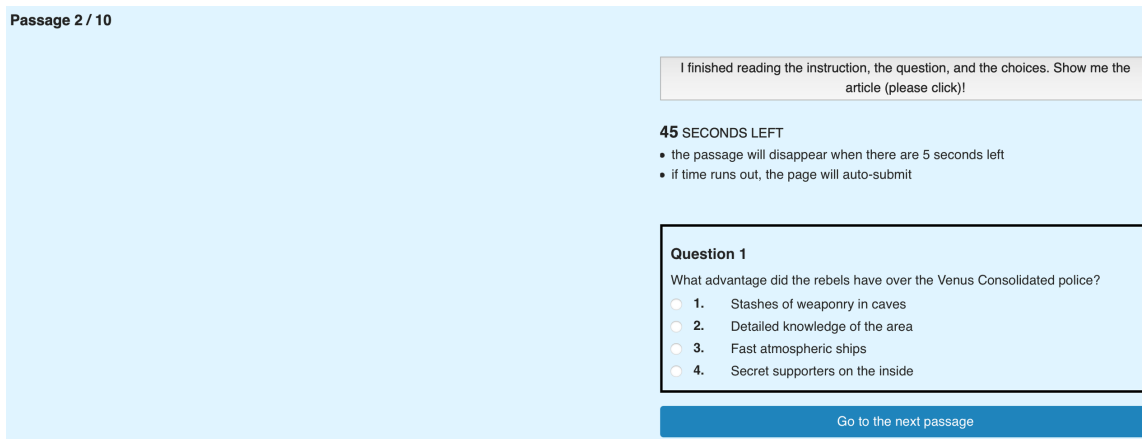 Passage 2 / 10
I finished reading the instruction, the question, and the choices. Show me the
article (please click)!
45 SECONDS LEFT
• the passage will disappear when there are 5 seconds left
• if time runs out, the page will auto-submit
Question 1
What advantage did the rebels have over the Venus Consolidated police?
1. Stashes of weaponry in caves
2. Detailed knowledge of the area
3. Fast atmospheric ships
4. Secret supporters on the inside
Go to the next passage